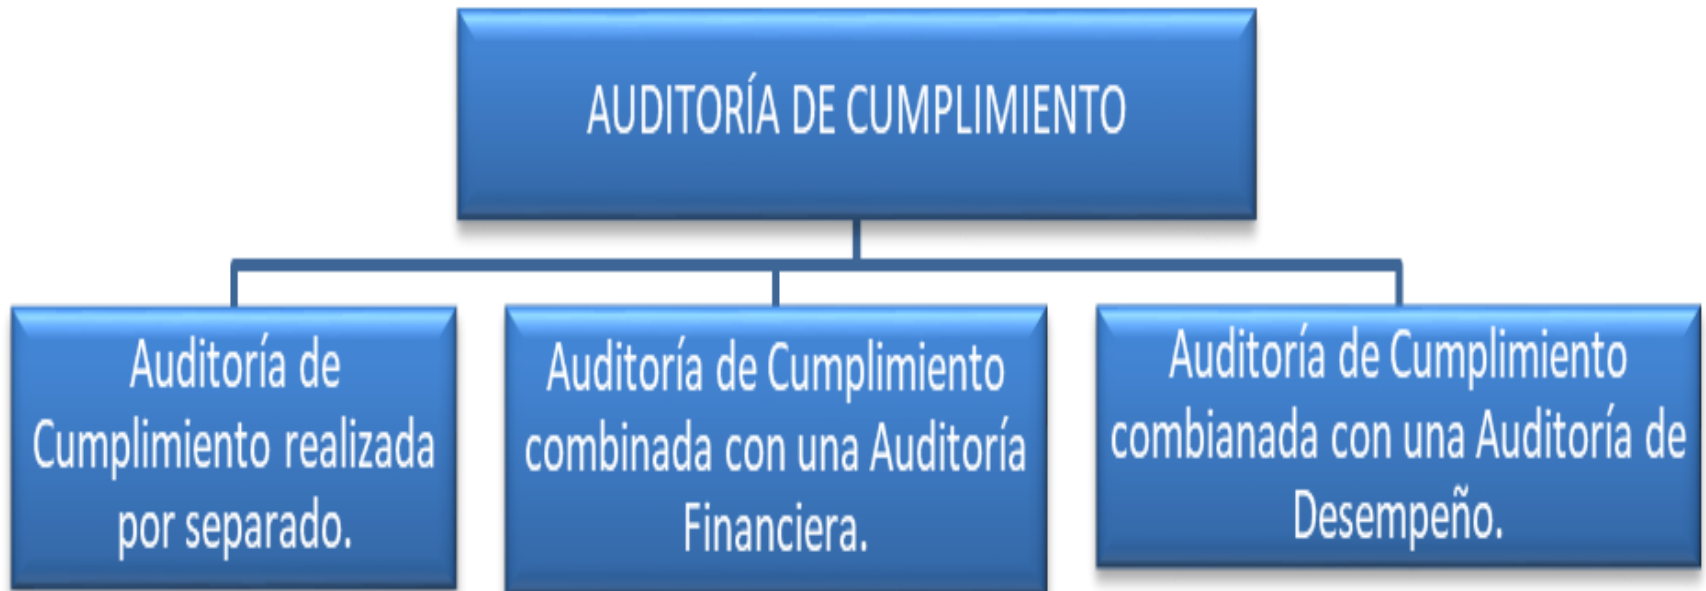 AUDITORÍA DE CUMPLIMIENTO
Auditoría de
Cumplimiento realizada
por separado.
Auditoría de Cumplimiento
combinada con una Auditoría
Financiera.
Auditoría de Cumplimiento
combianada con una Auditoría de
Desempeño.